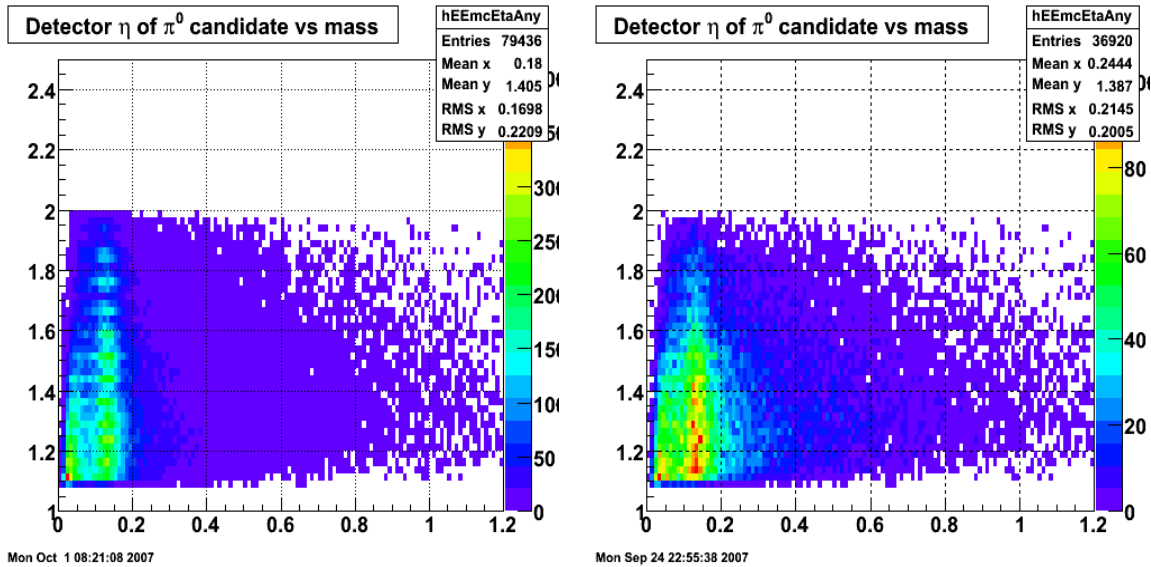 Detector η of π⁰ candidate vs mass
hEEmcEtaAny
Entries 79436
Mean x 0.18
Mean y 1.405
RMS x 0.1698
RMS y 0.2209
2.4
2.2
2
1.8
1.6
1.4
1.2
1
0 0.2 0.4 0.6 0.8 1 1.2
300
250
200
150
100
50
0
Mon Oct 1 08:21:08 2007
Detector η of π⁰ candidate vs mass
hEEmcEtaAny
Entries 36920
Mean x 0.2444
Mean y 1.387
RMS x 0.2145
RMS y 0.2005
2.4
2.2
2
1.8
1.6
1.4
1.2
1
0 0.2 0.4 0.6 0.8 1 1.2
80
60
40
20
0
Mon Sep 24 22:55:38 2007